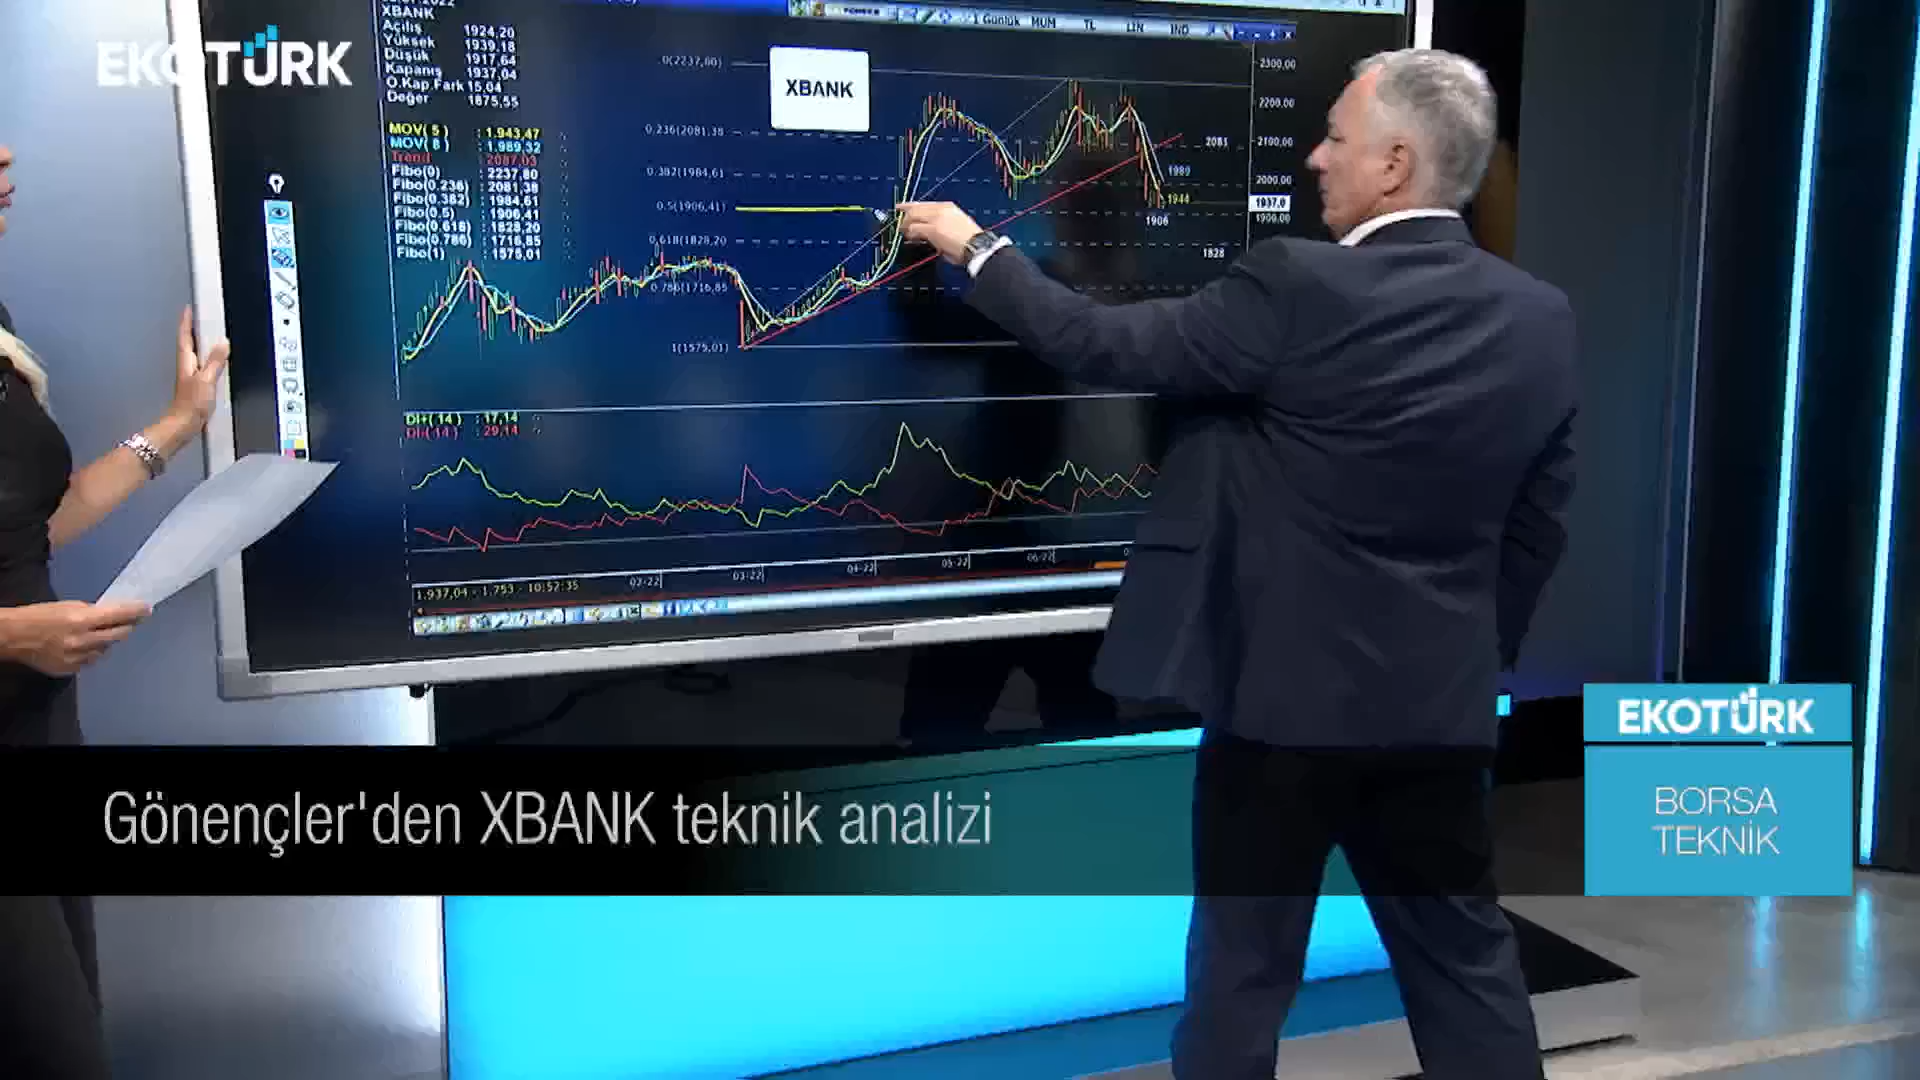 XBANK
Açılış 1924,20
Yüksek 1939,18
Düşük 1917,64
Kapanış 1937,04
Ö.Kap.Fark 15,04
Değer 1875,55
MOV( 5 ) : 1.943,47
MOV( 8 ) : 1.989,32
Trend : 2087,03
Fibo(0) : 2237,80
Fibo(0.236) : 2081,38
Fibo(0.382) : 1984,61
Fibo(0.5) : 1906,41
Fibo(0.618) : 1828,20
Fibo(0.786) : 1716,85
Fibo(1) : 1575,01
EKOTÜRK
1 Günlük MUM TL LIN IND
XBANK
0(2237,80)
0,236(2081,38
0,382(1984,61
0.5(1906,41)
0,618(1828,20
0,786(1716,85
1(1575,01)
2081
1989
1944
1906
1828
2300,00
2200,00
2100,00
2000,00
1937,0
1900,00
DI+( 14 ) : 17,14
DI-( 14 ) : 29,14
02-22 03-22 04-22 05-22 06-22
1.937,04 - 1.753 - 10:52:35
Gönençler'den XBANK teknik analizi
EKOTÜRK
BORSA
TEKNİK